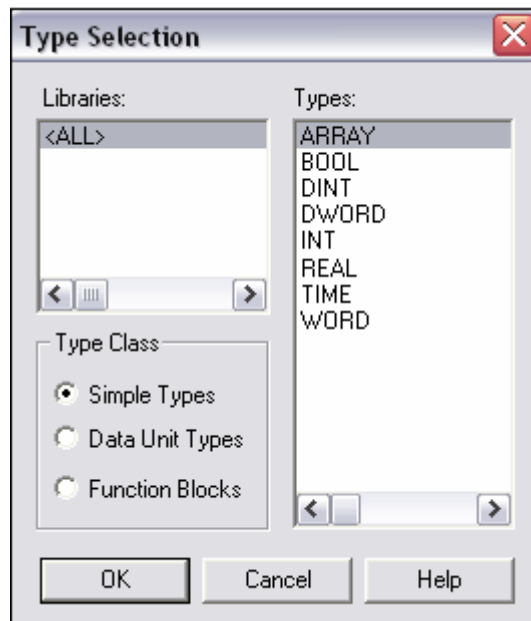 Type Selection
Libraries:
<ALL>
Types:
ARRAY
BOOL
DINT
DWORD
INT
REAL
TIME
WORD
Type Class
Simple Types
Data Unit Types
Function Blocks
OK
Cancel
Help